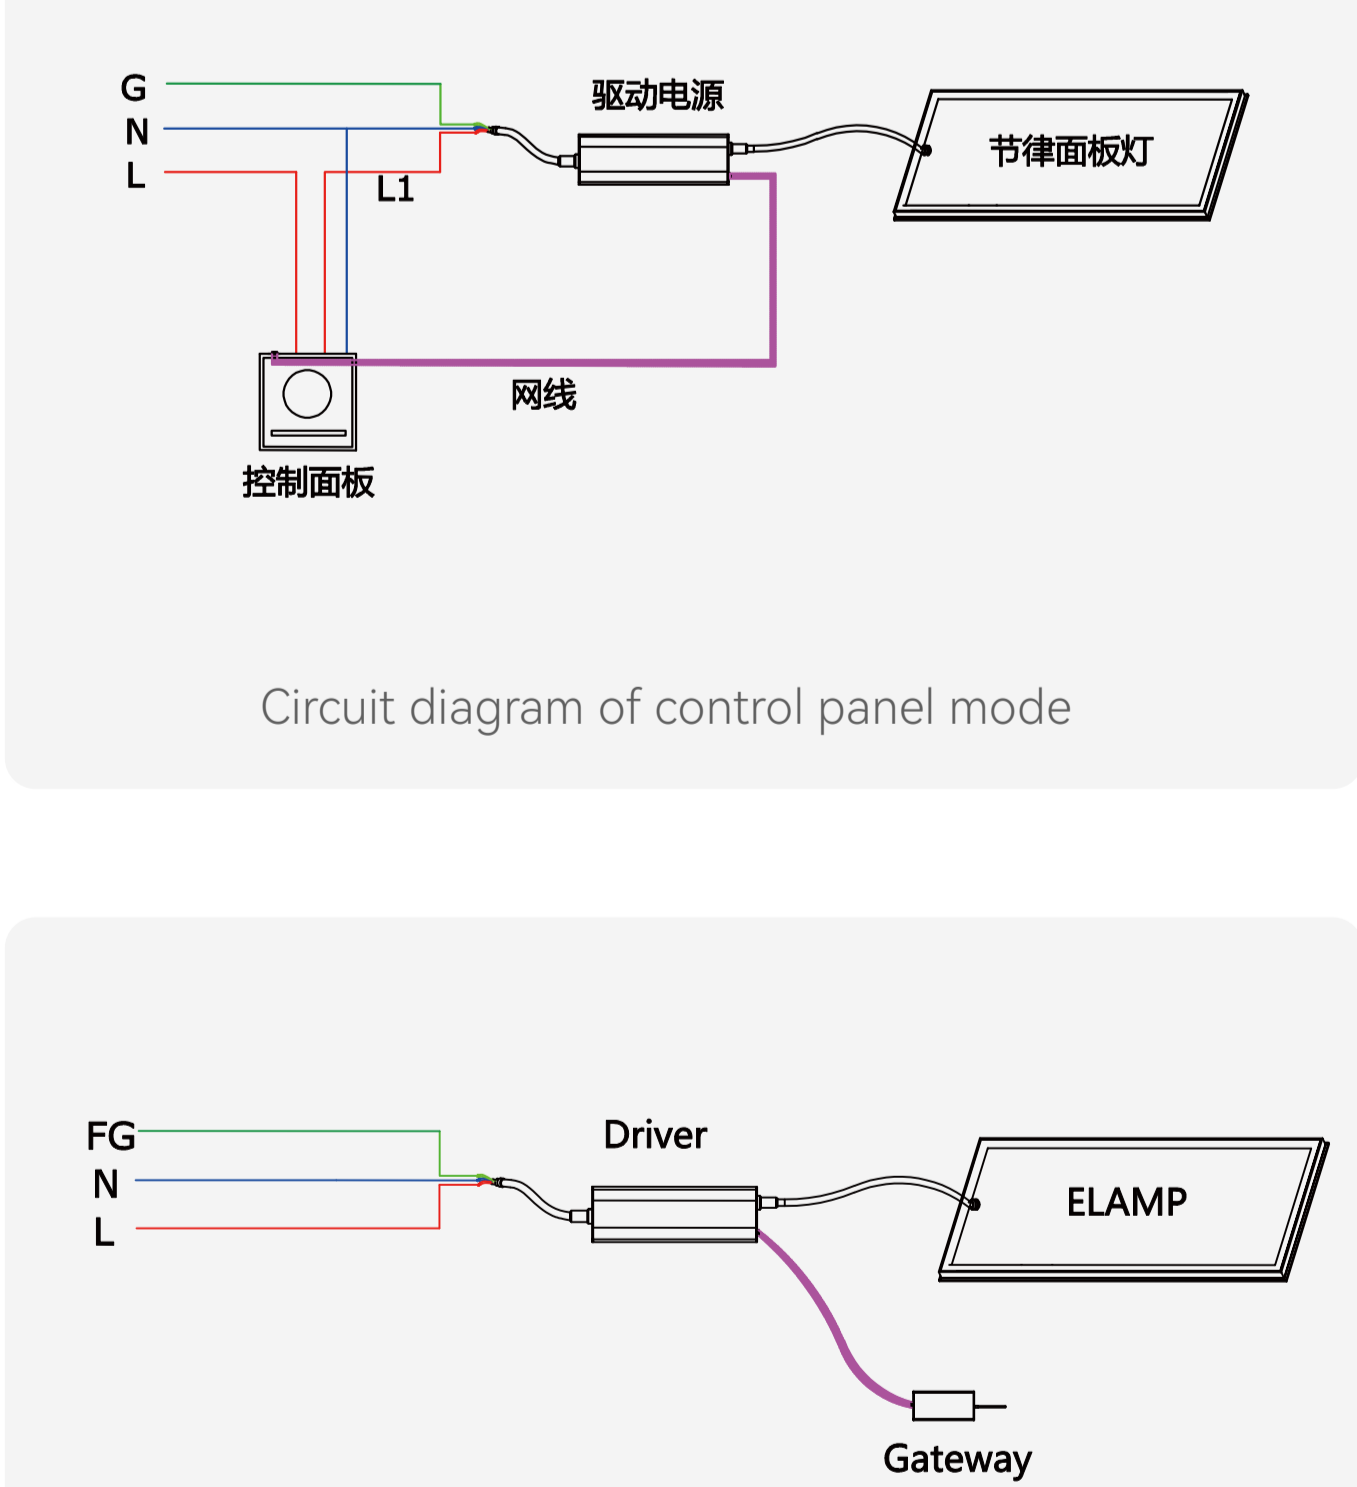 G
驱动电源
N
节律面板灯
L
L1
网线
控制面板
Circuit diagram of control panel mode
FG
Driver
N
ELAMP
L
Gateway